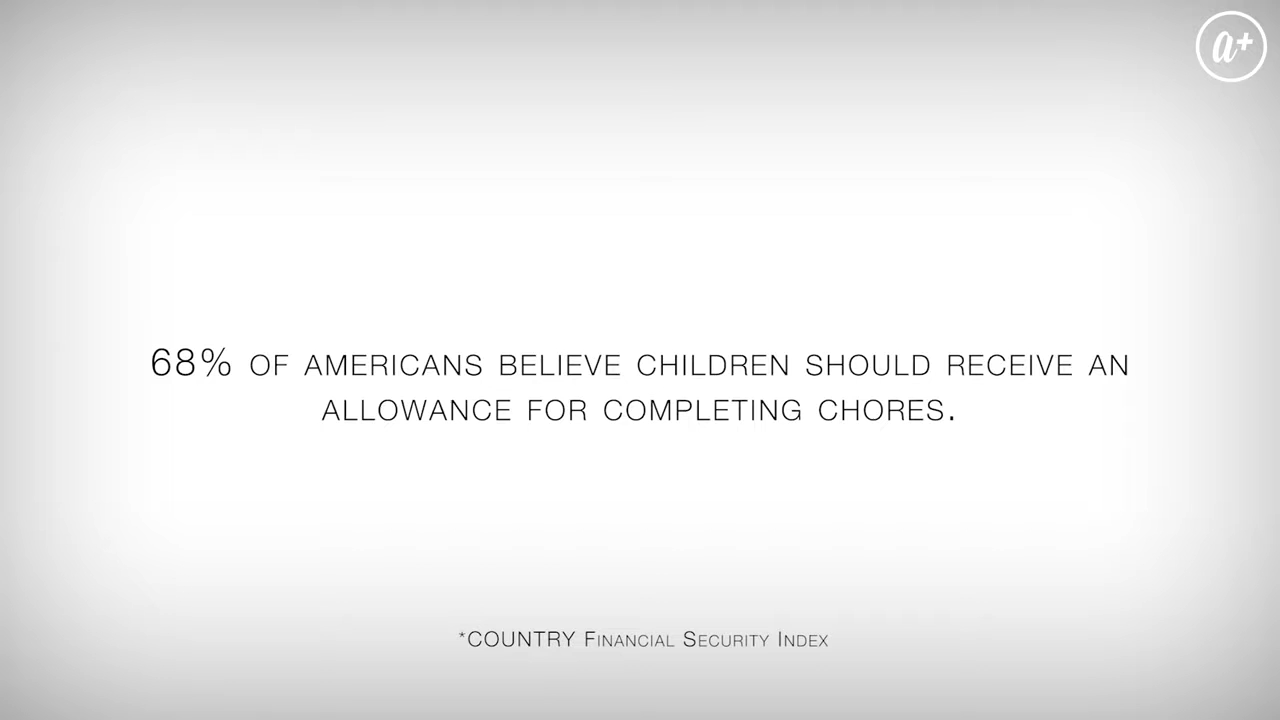 a+
68% OF AMERICANS BELIEVE CHILDREN SHOULD RECEIVE AN
ALLOWANCE FOR COMPLETING CHORES.
*COUNTRY FINANCIAL SECURITY INDEX